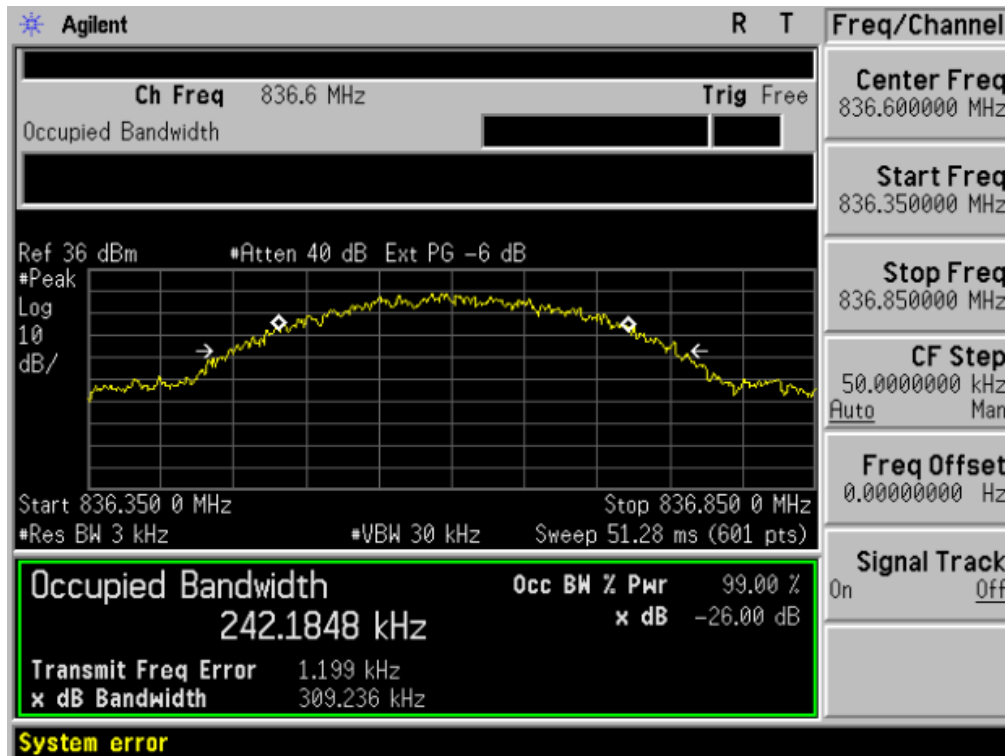 Agilent R T Freq/Channel
Ch Freq 836.6 MHz Trig Free
Occupied Bandwidth
Center Freq
836.600000 MHz
Start Freq
836.350000 MHz
Stop Freq
836.850000 MHz
CF Step
50.0000000 kHz
Auto Man
Freq Offset
0.00000000 Hz
Signal Track
On Off
Ref 36 dBm #Atten 40 dB Ext PG -6 dB
#Peak
Log
10
dB/
Start 836.350 0 MHz Stop 836.850 0 MHz
#Res BW 3 kHz #VBW 30 kHz Sweep 51.28 ms (601 pts)
Occupied Bandwidth Occ BW % Pwr 99.00 %
242.1848 kHz x dB -26.00 dB
Transmit Freq Error 1.199 kHz
x dB Bandwidth 309.236 kHz
System error